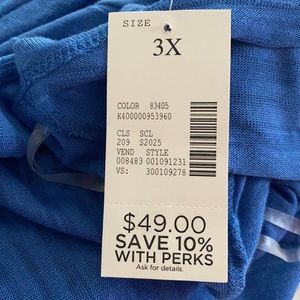 SIZE
3X
COLOR 83405
K400000953960
CLS SCL
209 S2025
VEND STYLE
008483 001091231
VS: 300109278
$49.00
SAVE 10%
WITH PERKS
Ask for details.